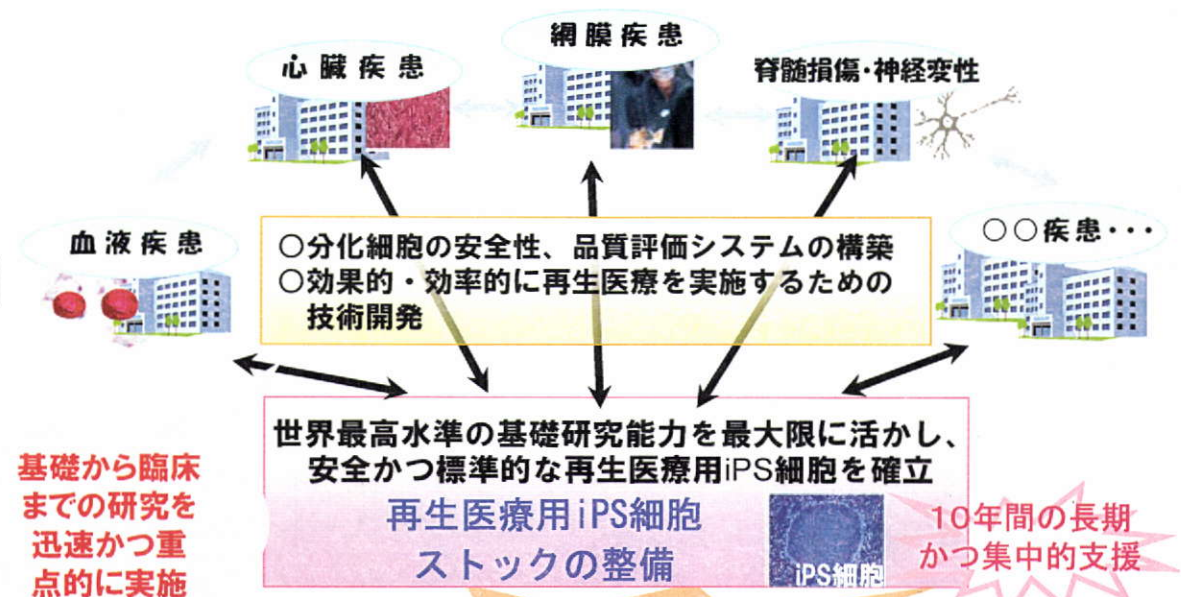 網膜疾患
心臓疾患
脊髄損傷・神経変性
血液疾患
○○疾患・・・
○分化細胞の安全性、品質評価システムの構築
○効果的・効率的に再生医療を実施するための
技術開発
世界最高水準の基礎研究能力を最大限に活かし、
安全かつ標準的な再生医療用iPS細胞を確立
再生医療用iPS細胞
ストックの整備
iPS細胞
基礎から臨床
までの研究を
迅速かつ重
点的に実施
10年間の長期
かつ集中的支援